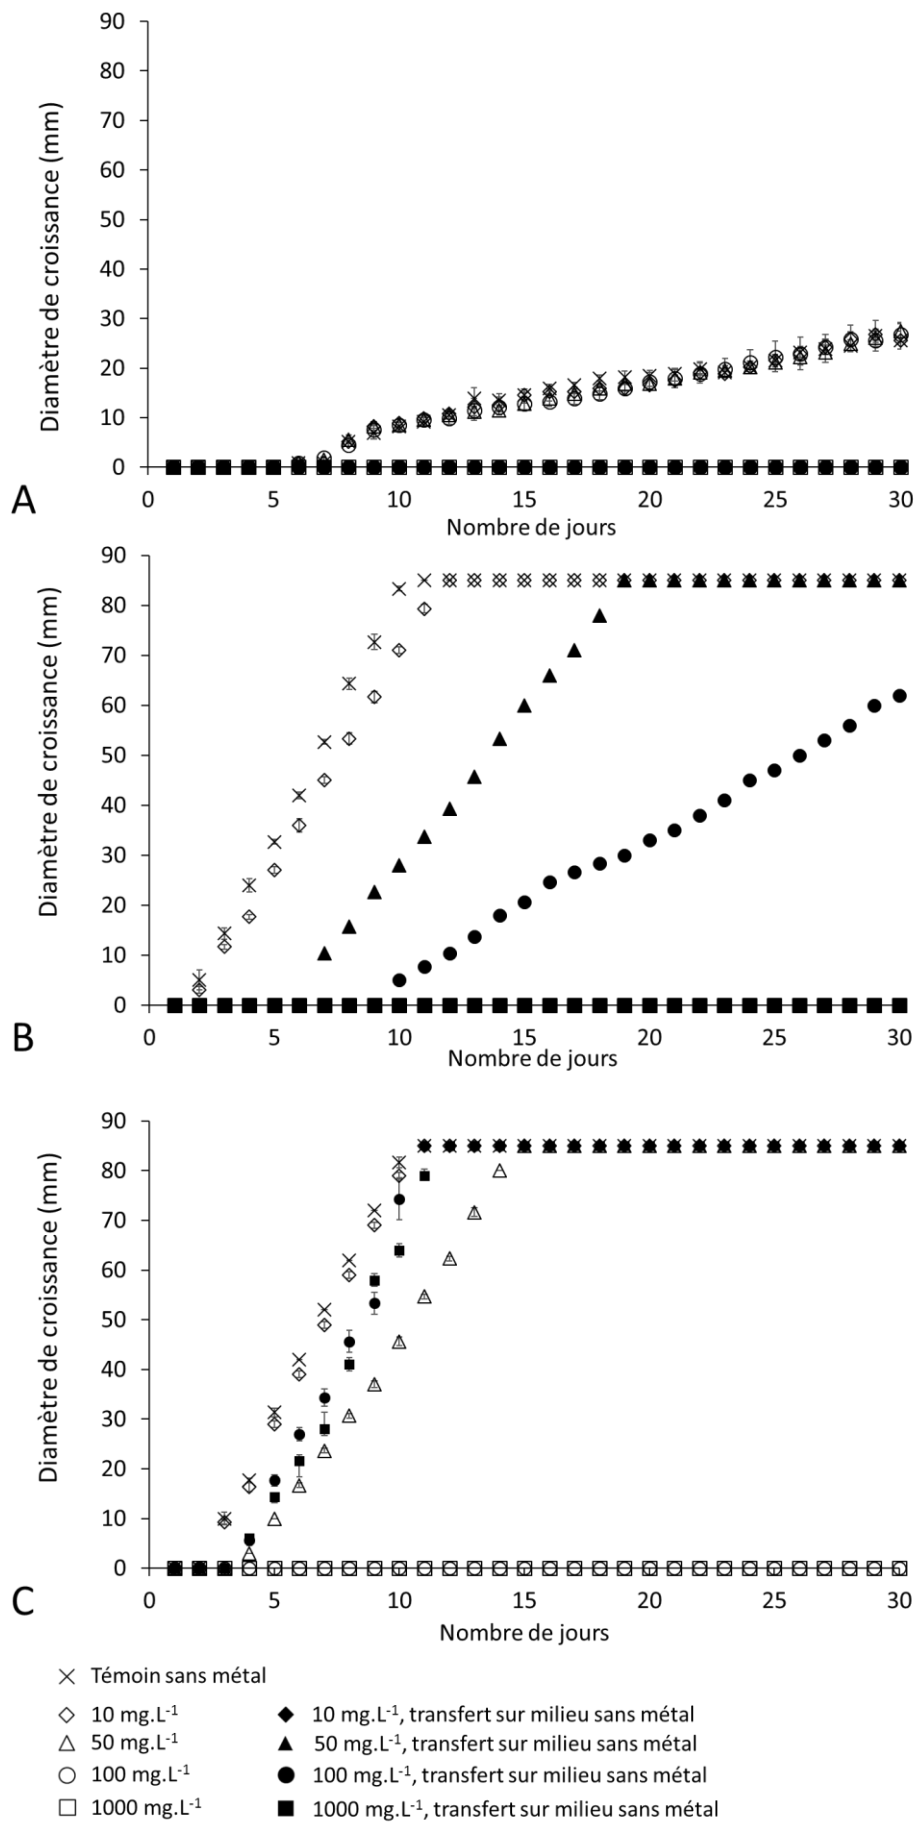 90
80
70
60
50
40
30
20
10
0
Diamètre de croissance (mm)
0 5 10 15 20 25 30
Nombre de jours
A
90
80
70
60
50
40
30
20
10
0
Diamètre de croissance (mm)
0 5 10 15 20 25 30
Nombre de jours
B
90
80
70
60
50
40
30
20
10
0
Diamètre de croissance (mm)
0 5 10 15 20 25 30
Nombre de jours
C
Témoin sans métal
10 mg.L⁻¹
10 mg.L⁻¹, transfert sur milieu sans métal
50 mg.L⁻¹
50 mg.L⁻¹, transfert sur milieu sans métal
100 mg.L⁻¹
100 mg.L⁻¹, transfert sur milieu sans métal
1000 mg.L⁻¹
1000 mg.L⁻¹, transfert sur milieu sans métal